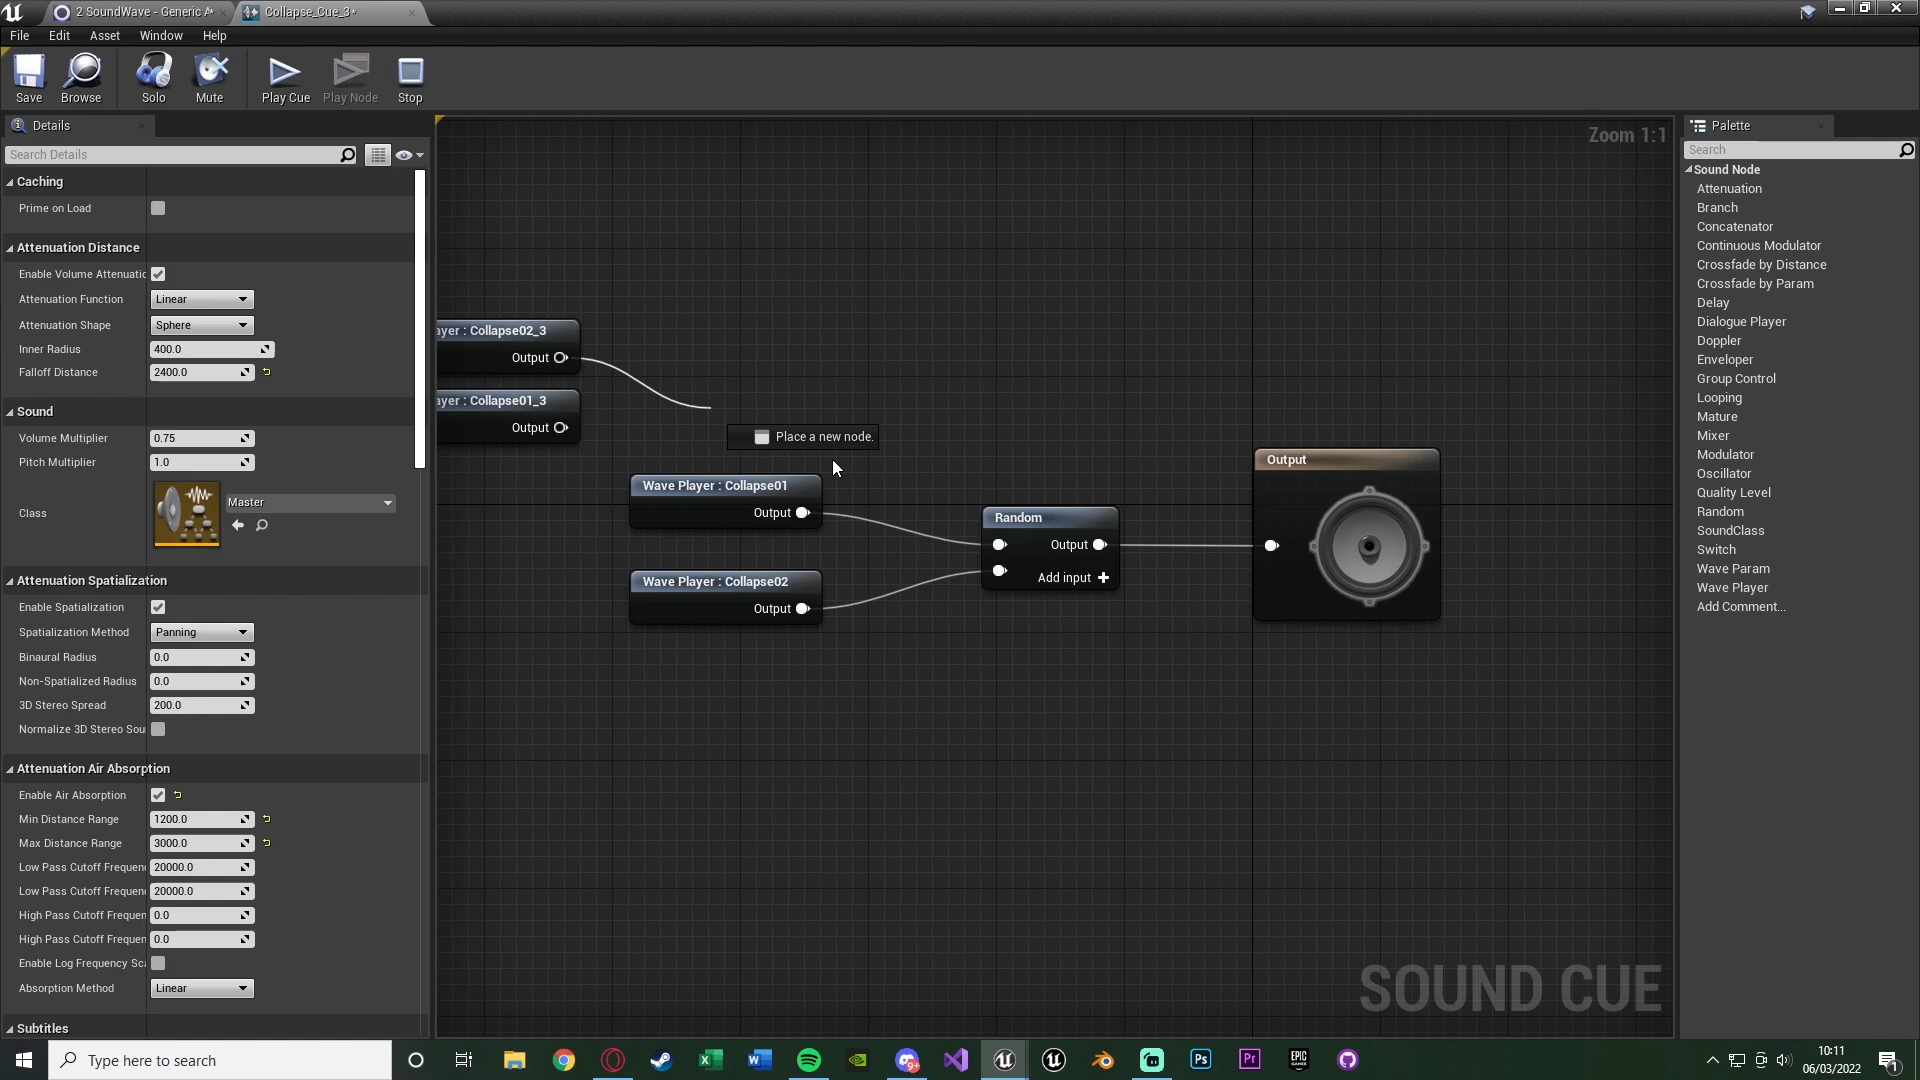 2 SoundWave - Generic A*
Collapse_Cue_3*
File Edit Asset Window Help
Save Browse Solo Mute Play Cue Play Node Stop
Details
Search Details
Caching
Prime on Load
Attenuation Distance
Enable Volume Attenuatic
Attenuation Function Linear
Attenuation Shape Sphere
Inner Radius 400.0
Falloff Distance 2400.0
Sound
Volume Multiplier 0.75
Pitch Multiplier 1.0
Class Master
Attenuation Spatialization
Enable Spatialization
Spatialization Method Panning
Binaural Radius 0.0
Non-Spatialized Radius 0.0
3D Stereo Spread 200.0
Normalize 3D Stereo Sou
Attenuation Air Absorption
Enable Air Absorption
Min Distance Range 1200.0
Max Distance Range 3000.0
Low Pass Cutoff Frequen 20000.0
Low Pass Cutoff Frequen 20000.0
High Pass Cutoff Frequen 0.0
High Pass Cutoff Frequen 0.0
Enable Log Frequency Sca
Absorption Method Linear
Subtitles
Zoom 1:1
ayer : Collapse02_3
Output
ayer : Collapse01_3
Output
Place a new node.
Wave Player : Collapse01
Output
Wave Player : Collapse02
Output
Random
Output
Add input
Output
SOUND CUE
Palette
Search
Sound Node
Attenuation
Branch
Concatenator
Continuous Modulator
Crossfade by Distance
Crossfade by Param
Delay
Dialogue Player
Doppler
Enveloper
Group Control
Looping
Mature
Mixer
Modulator
Oscillator
Quality Level
Random
SoundClass
Switch
Wave Param
Wave Player
Add Comment...
Type here to search
9+
Ps
Pr
EPIC
GAMES
10:11
06/03/2022
1